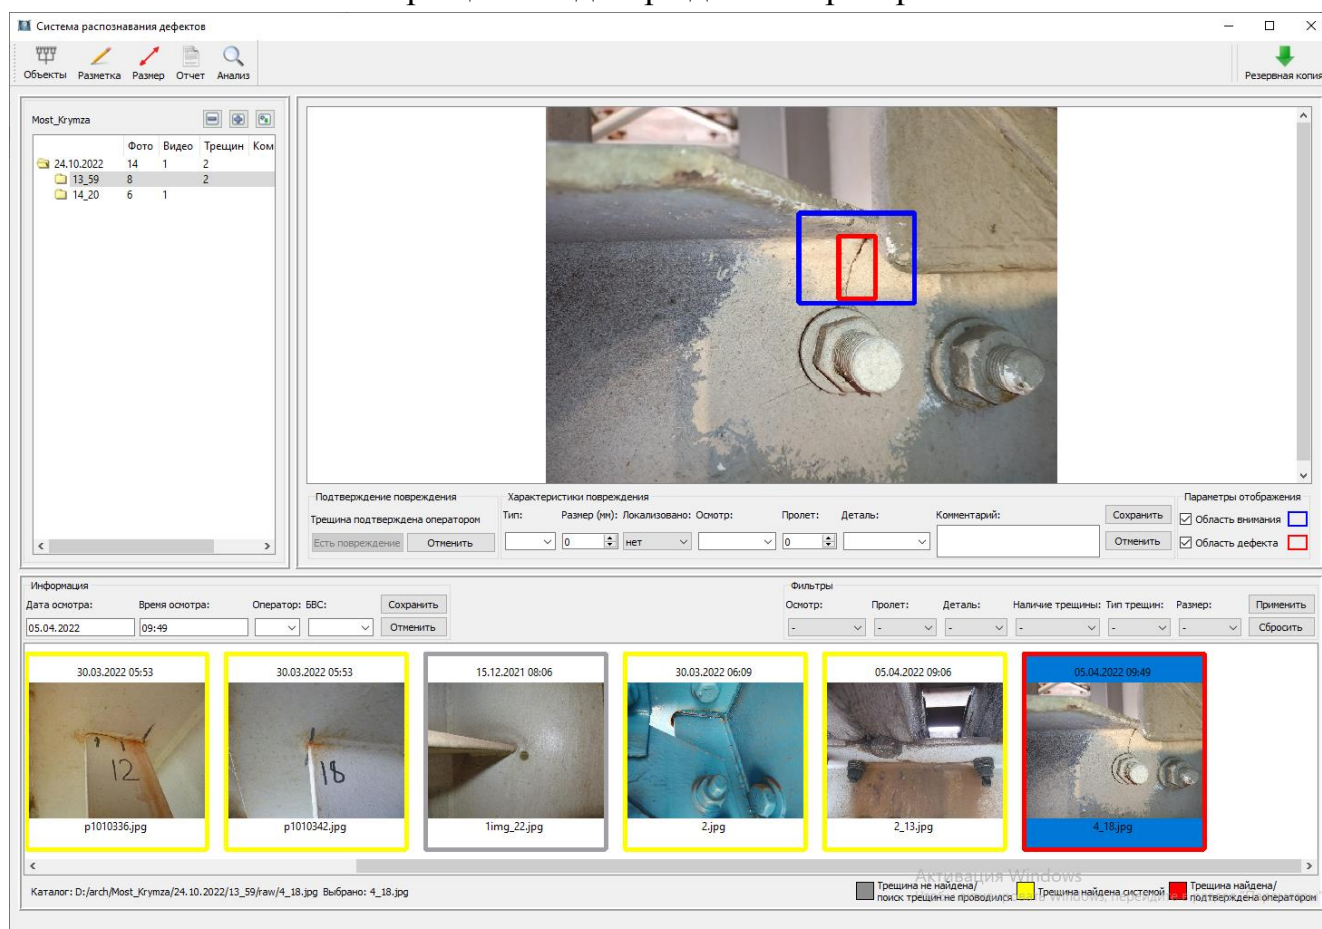 Система распознавания дефектов
Объекты Разметка Размер Отчет Анализ
Резервная копия
Most_Krymza
Фото Видео Трещин Ком
24.10.2022 14 1 2
13_59 8 2
14_20 6 1
Подтверждение повреждения
Трещина подтверждена оператором
Есть повреждение Отменить
Характеристики повреждения
Тип: Размер (мм): Локализовано: Осмотр: Пролет: Деталь: Комментарий:
0 нет 0
Сохранить
Отменить
Параметры отображения
Область внимания
Область дефекта
Информация
Дата осмотра: Время осмотра: Оператор: БВС:
05.04.2022 09:49
Сохранить
Отменить
Фильтры
Осмотр: Пролет: Деталь: Наличие трещины: Тип трещин: Размер:
- - - - - -
Применить
Сбросить
30.03.2022 05:53 30.03.2022 05:53 15.12.2021 08:06 30.03.2022 06:09 05.04.2022 09:06 05.04.2022 09:49
12 18
p1010336.jpg p1010342.jpg 1img_22.jpg 2.jpg 2_13.jpg 4_18.jpg
Каталог: D:/arch/Most_Krymza/24.10.2022/13_59/raw/4_18.jpg Выбрано: 4_18.jpg
Активация Windows
Трещина не найдена/
поиск трещин не проводился
Трещина найдена системой
Трещина найдена/
подтверждена оператором